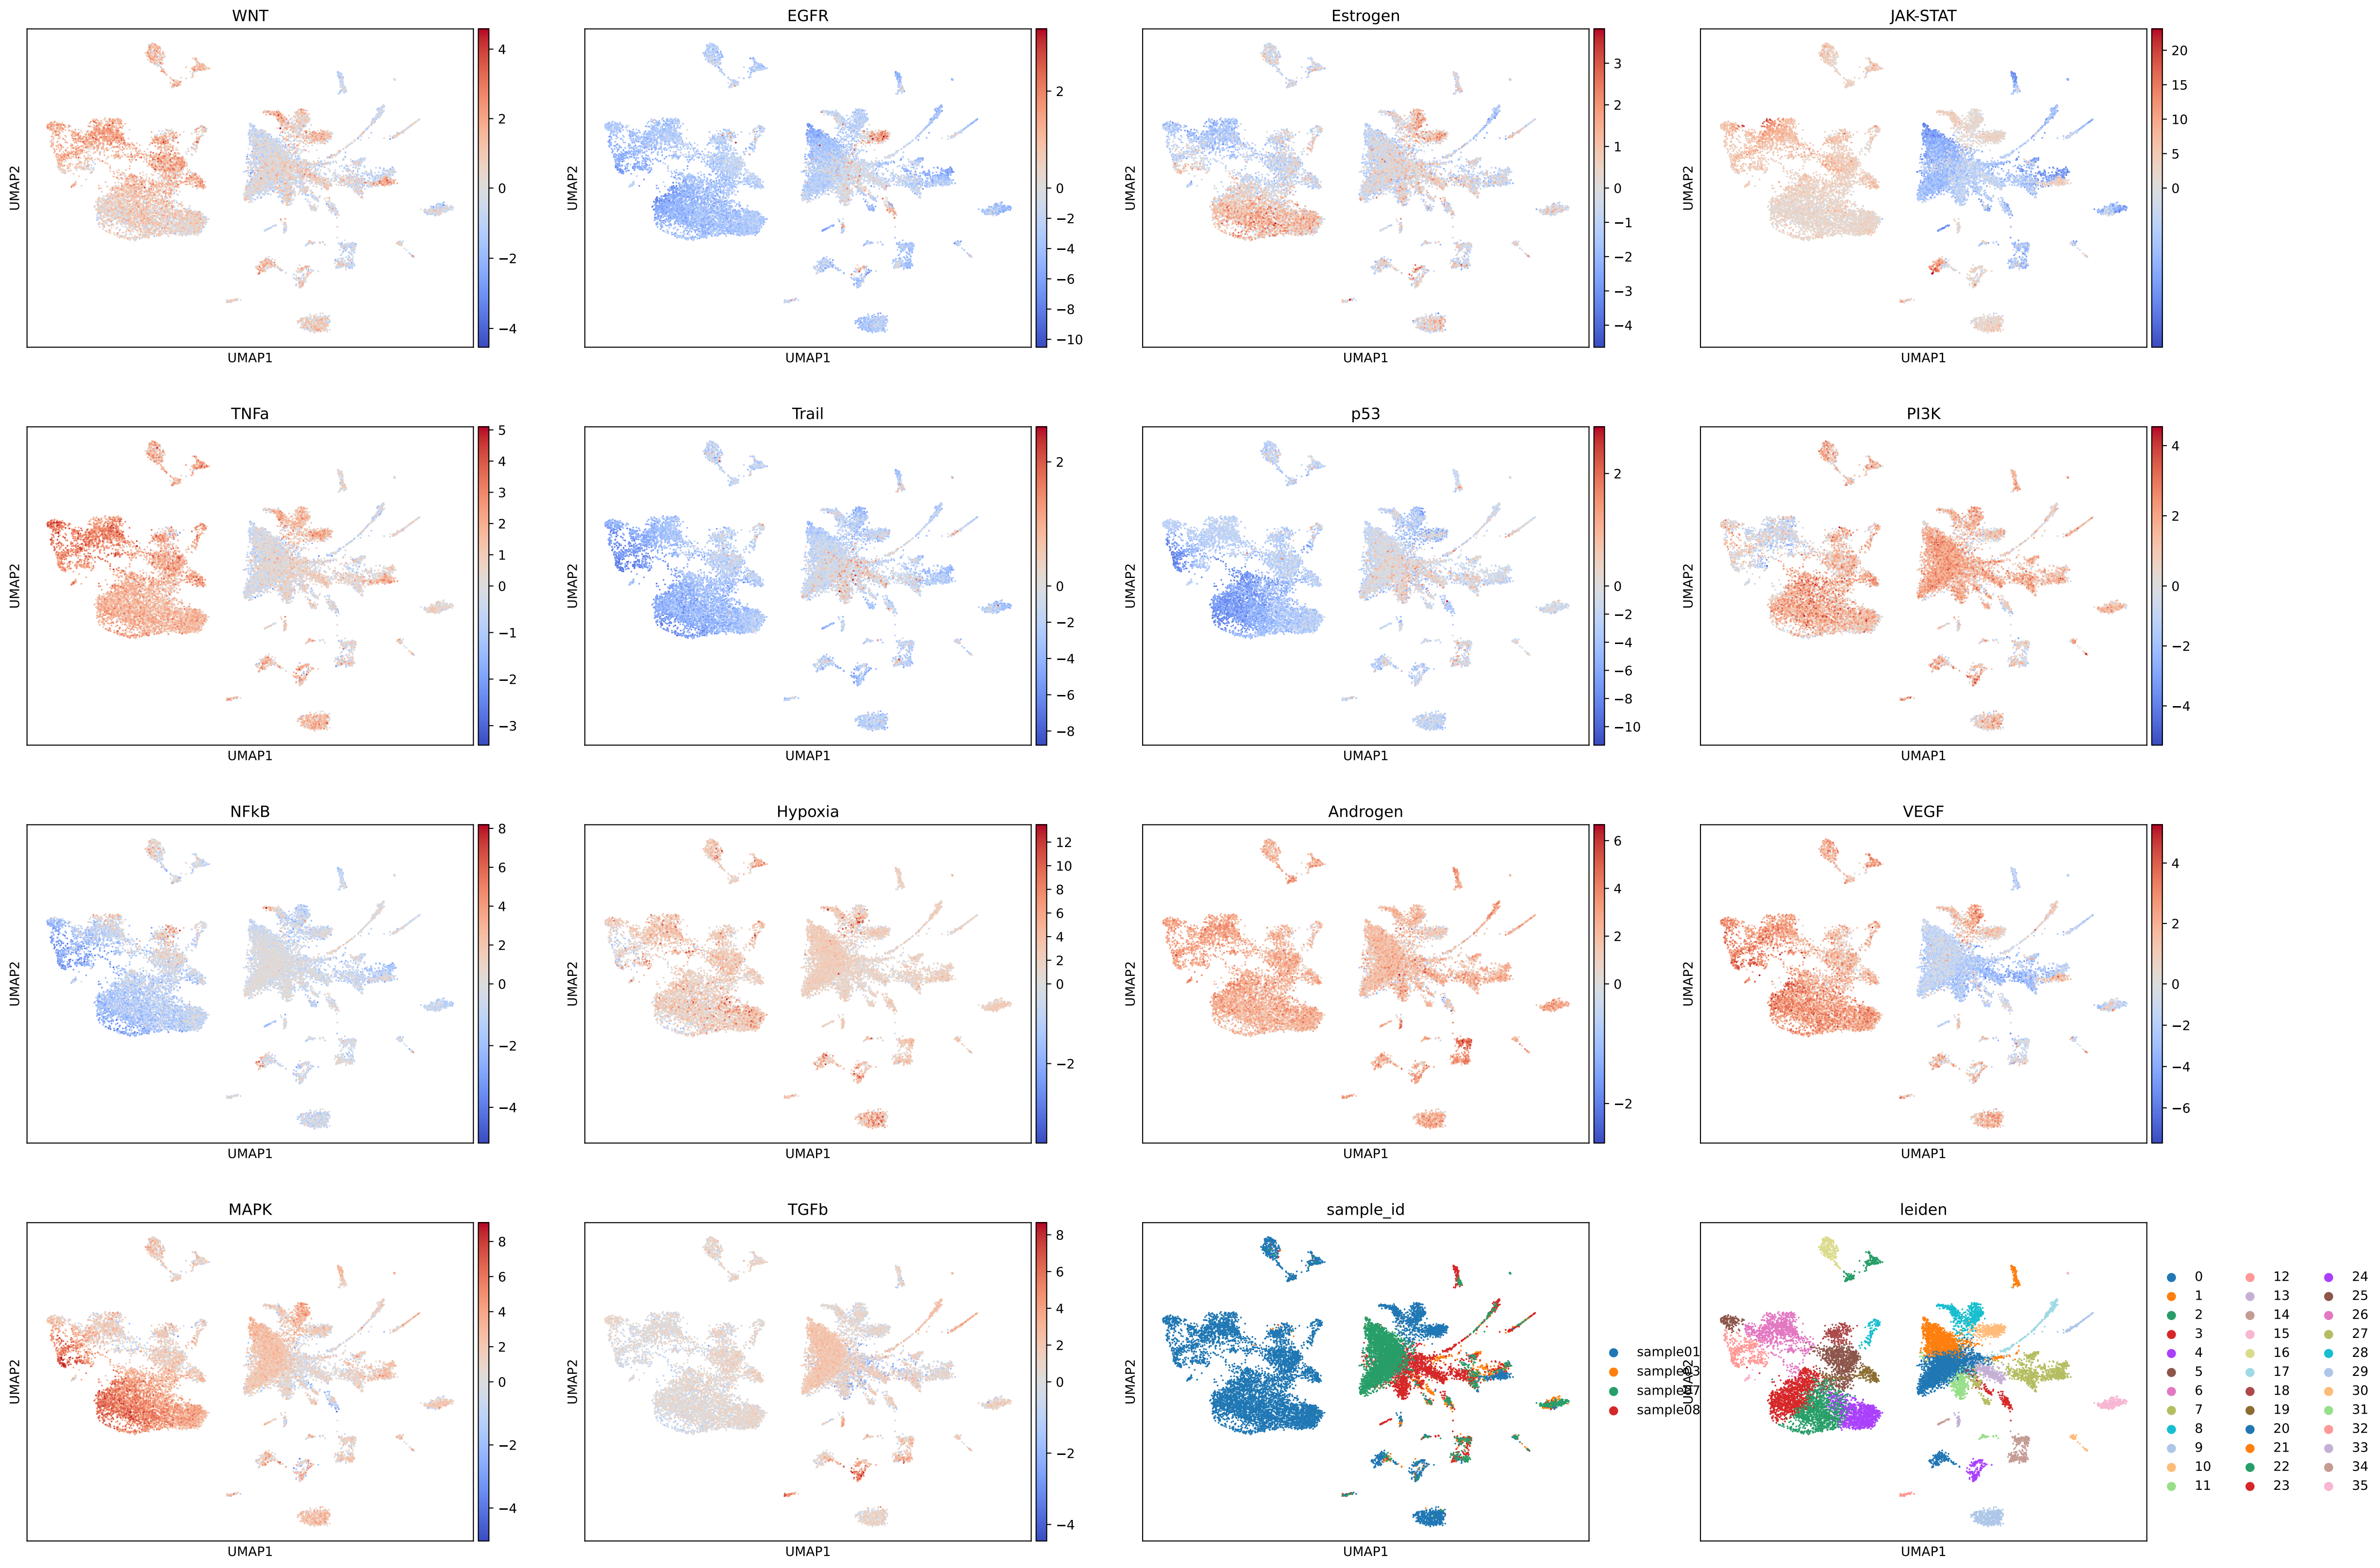 WNT
4
2
0
−2
−4
UMAP2
UMAP1
EGFR
2
0
−2
−4
−6
−8
−10
UMAP2
UMAP1
Estrogen
3
2
1
0
−1
−2
−3
−4
UMAP2
UMAP1
JAK-STAT
20
15
10
5
0
UMAP2
UMAP1
TNFa
5
4
3
2
1
0
−1
−2
−3
UMAP2
UMAP1
Trail
2
0
−2
−4
−6
−8
UMAP2
UMAP1
p53
2
0
−2
−4
−6
−8
−10
UMAP2
UMAP1
PI3K
4
2
0
−2
−4
UMAP2
UMAP1
NFkB
8
6
4
2
0
−2
−4
UMAP2
UMAP1
Hypoxia
12
10
8
6
4
2
0
−2
UMAP2
UMAP1
Androgen
6
4
2
0
−2
UMAP2
UMAP1
VEGF
4
2
0
−2
−4
−6
UMAP2
UMAP1
MAPK
8
6
4
2
0
−2
−4
UMAP2
UMAP1
TGFb
8
6
4
2
0
−2
−4
UMAP2
UMAP1
sample_id
sample01
sample07
sample08
UMAP2
UMAP1
leiden
0 12 24
1 13 25
2 14 26
3 15 27
4 16 28
5 17 29
6 18 30
7 19 31
8 20 32
9 21 33
10 22 34
11 23 35
UMAP2
UMAP1